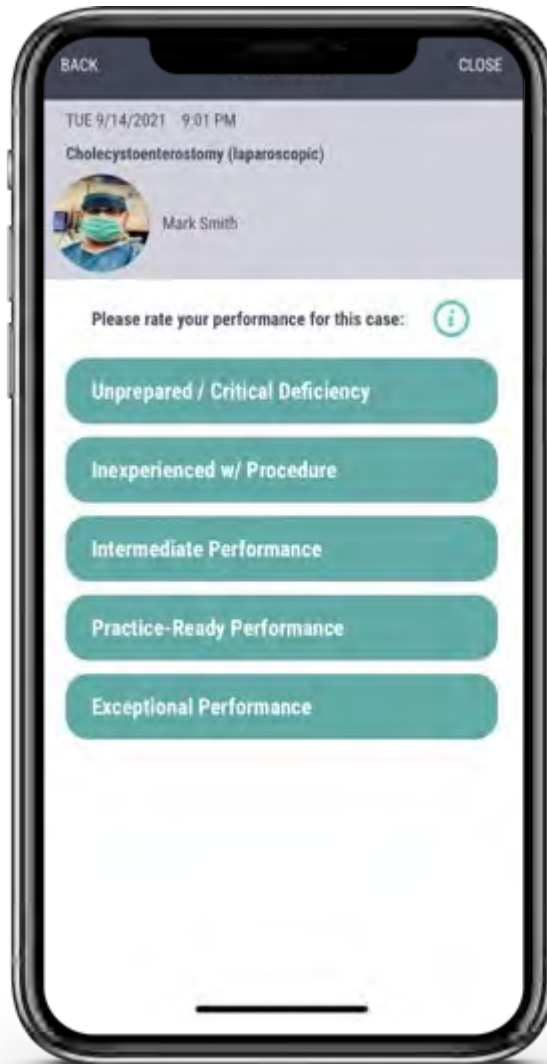 BACK CLOSE
TUE 9/14/2021 9:01 PM
Cholecystoenterostomy (laparoscopic)
Mark Smith
Please rate your performance for this case: i
Unprepared / Critical Deficiency
Inexperienced w/ Procedure
Intermediate Performance
Practice-Ready Performance
Exceptional Performance